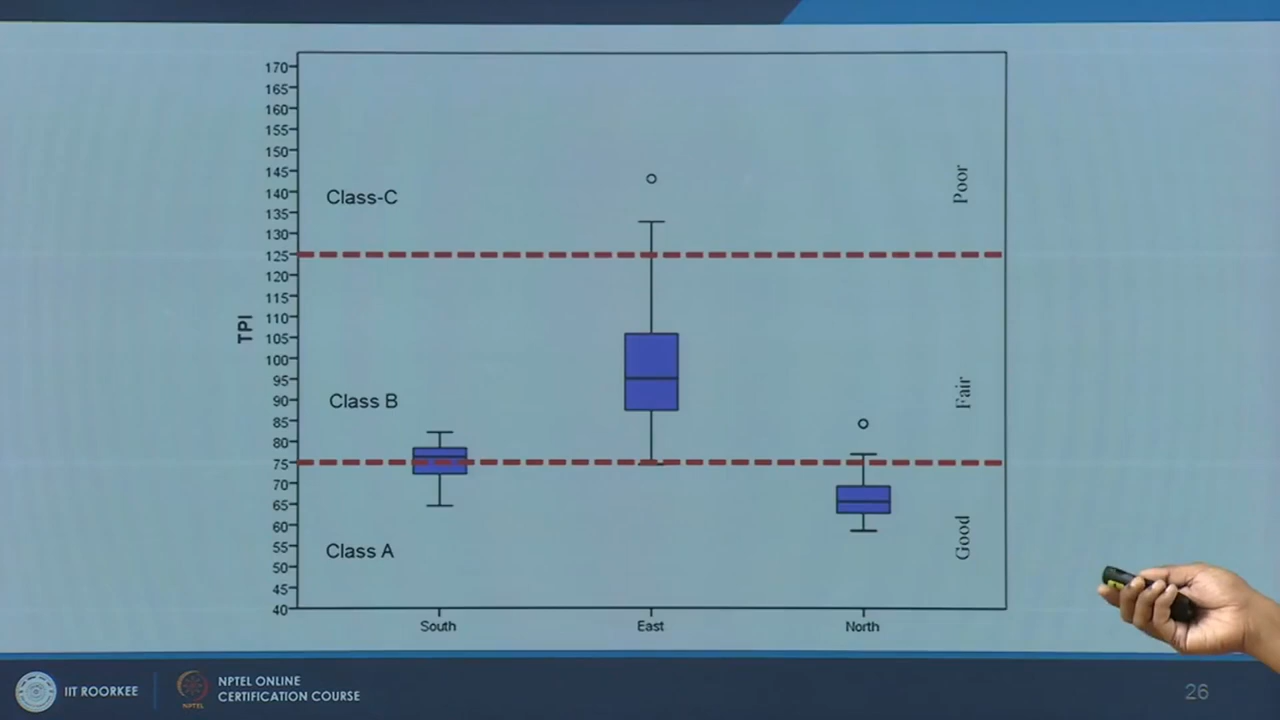 170
165
160
155
150
145
140
135
130
125
120
115
110
105
100
95
90
85
80
75
70
65
60
55
50
45
40
TPI
Class-C
Class B
Class A
Poor
Fair
Good
South
East
North
IIT ROORKEE
NPTEL
NPTEL ONLINE
CERTIFICATION COURSE
26